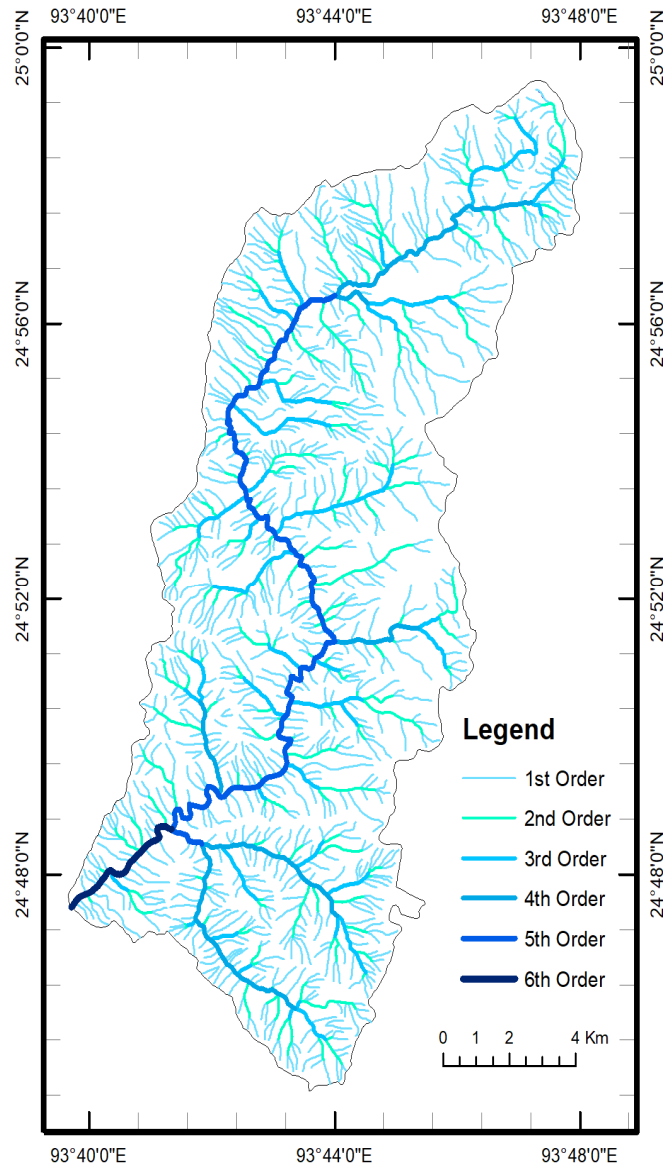 93°40'0"E 93°44'0"E 93°48'0"E
25°0'0"N 25°0'0"N
24°56'0"N 24°56'0"N
24°52'0"N 24°52'0"N
24°48'0"N 24°48'0"N
Legend
1st Order
2nd Order
3rd Order
4th Order
5th Order
6th Order
0 1 2 4 Km
93°40'0"E 93°44'0"E 93°48'0"E